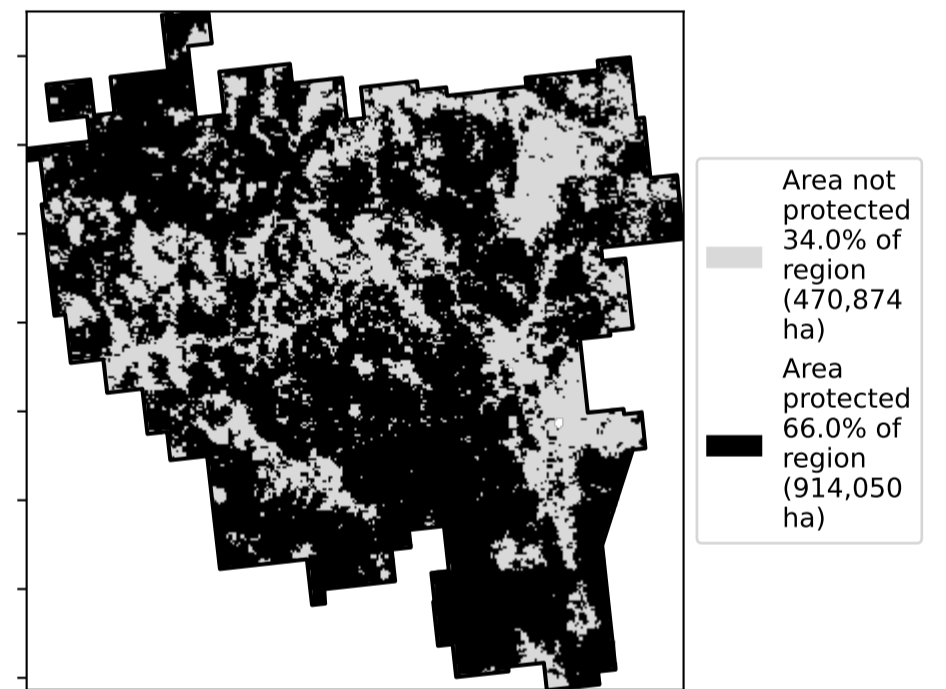 Area not
protected
34.0% of
region
(470,874
ha)
Area
protected
66.0% of
region
(914,050
ha)